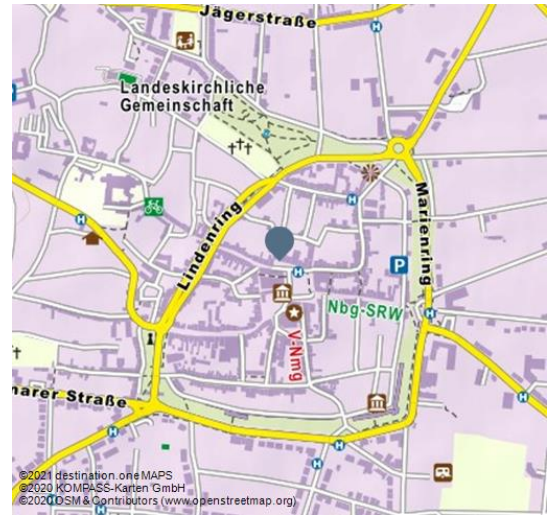 Jägerstraße
Landeskirchliche
Gemeinschaft
Lindenring
Marienring
P
Nbg-SRW
V-Nmg
marer Straße
H
H
H
H
H
H
H
H
H
H
©2021 destination.one MAPS
©2020 KOMPASS-Karten GmbH
©2020 OSM & Contributors (www.openstreetmap.org)